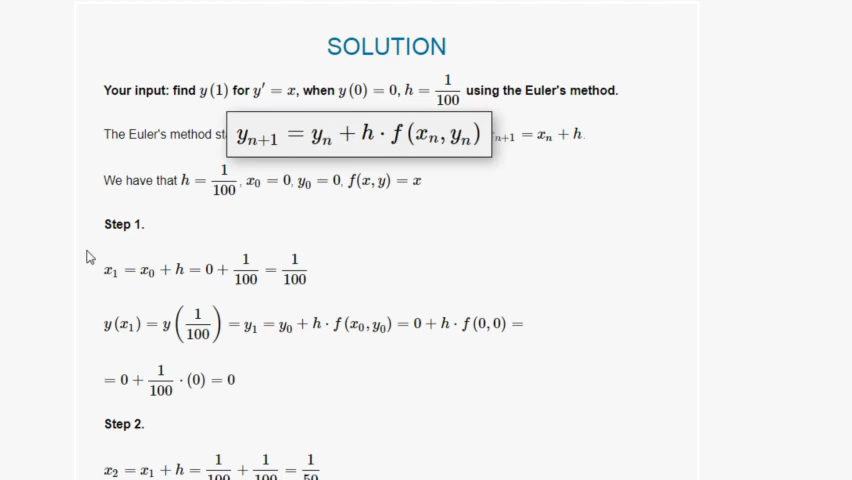 SOLUTION
Your input: find y(1) for y′ = x, when y(0) = 0, h = 1/100 using the Euler's method.
The Euler's method st y_{n+1} = y_n + h · f(x_n, y_n) _{n+1} = x_n + h.
We have that h = 1/100, x_0 = 0, y_0 = 0, f(x, y) = x
Step 1.
x_1 = x_0 + h = 0 + 1/100 = 1/100
y(x_1) = y(1/100) = y_1 = y_0 + h · f(x_0, y_0) = 0 + h · f(0, 0) =
= 0 + 1/100 · (0) = 0
Step 2.
x_2 = x_1 + h = 1/100 + 1/100 = 1/50